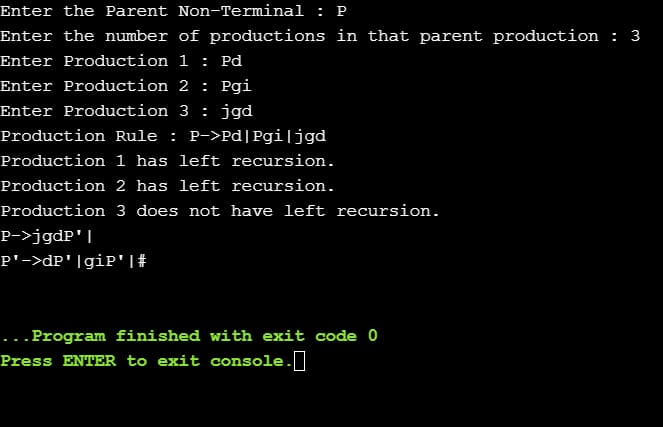 Enter the Parent Non-Terminal : P
Enter the number of productions in that parent production : 3
Enter Production 1 : Pd
Enter Production 2 : Pgi
Enter Production 3 : jgd
Production Rule : P->Pd|Pgi|jgd
Production 1 has left recursion.
Production 2 has left recursion.
Production 3 does not have left recursion.
P->jgdP'|
P'->dP'|giP'|#
...Program finished with exit code 0
Press ENTER to exit console.